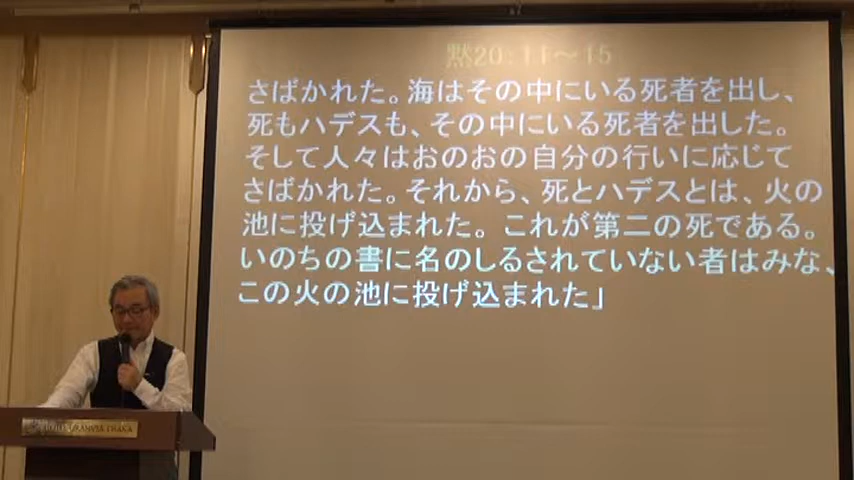 黙20:11〜15
さばかれた。海はその中にいる死者を出し、
死もハデスも、その中にいる死者を出した。
そして人々はおのおの自分の行いに応じて
さばかれた。それから、死とハデスとは、火の
池に投げ込まれた。これが第二の死である。
いのちの書に名のしるされていない者はみな、
この火の池に投げ込まれた」
HOTEL GRANVIA OSAKA